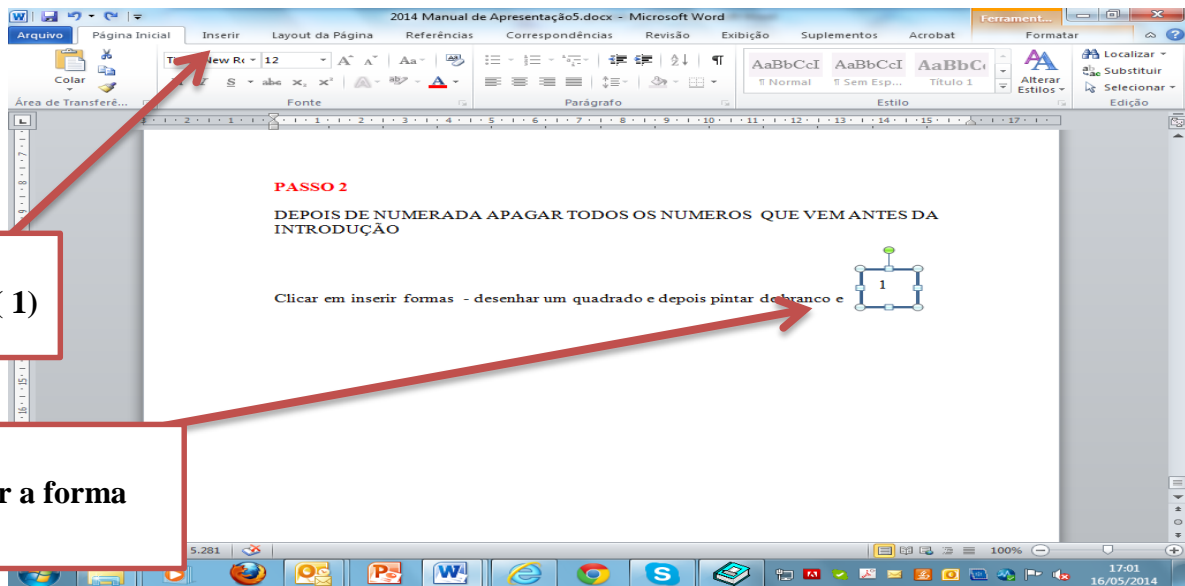 2014 Manual de Apresentação5.docx - Microsoft Word
Ferrament...
Arquivo Página Inicial Inserir Layout da Página Referências Correspondências Revisão Exibição Suplementos Acrobat Formatar
12
Colar
AaBbCcI AaBbCcI AaBbC
¶ Normal ¶ Sem Esp... Título 1
Alterar Estilos
Localizar
Substituir
Selecionar
Área de Transferê... Fonte Parágrafo Estilo Edição
PASSO 2
DEPOIS DE NUMERADA APAGAR TODOS OS NUMEROS QUE VEM ANTES DA
INTRODUÇÃO
1
Clicar em inserir formas - desenhar um quadrado e depois pintar de branco e
( 1)
r a forma
5.281
100%
17:01
16/05/2014